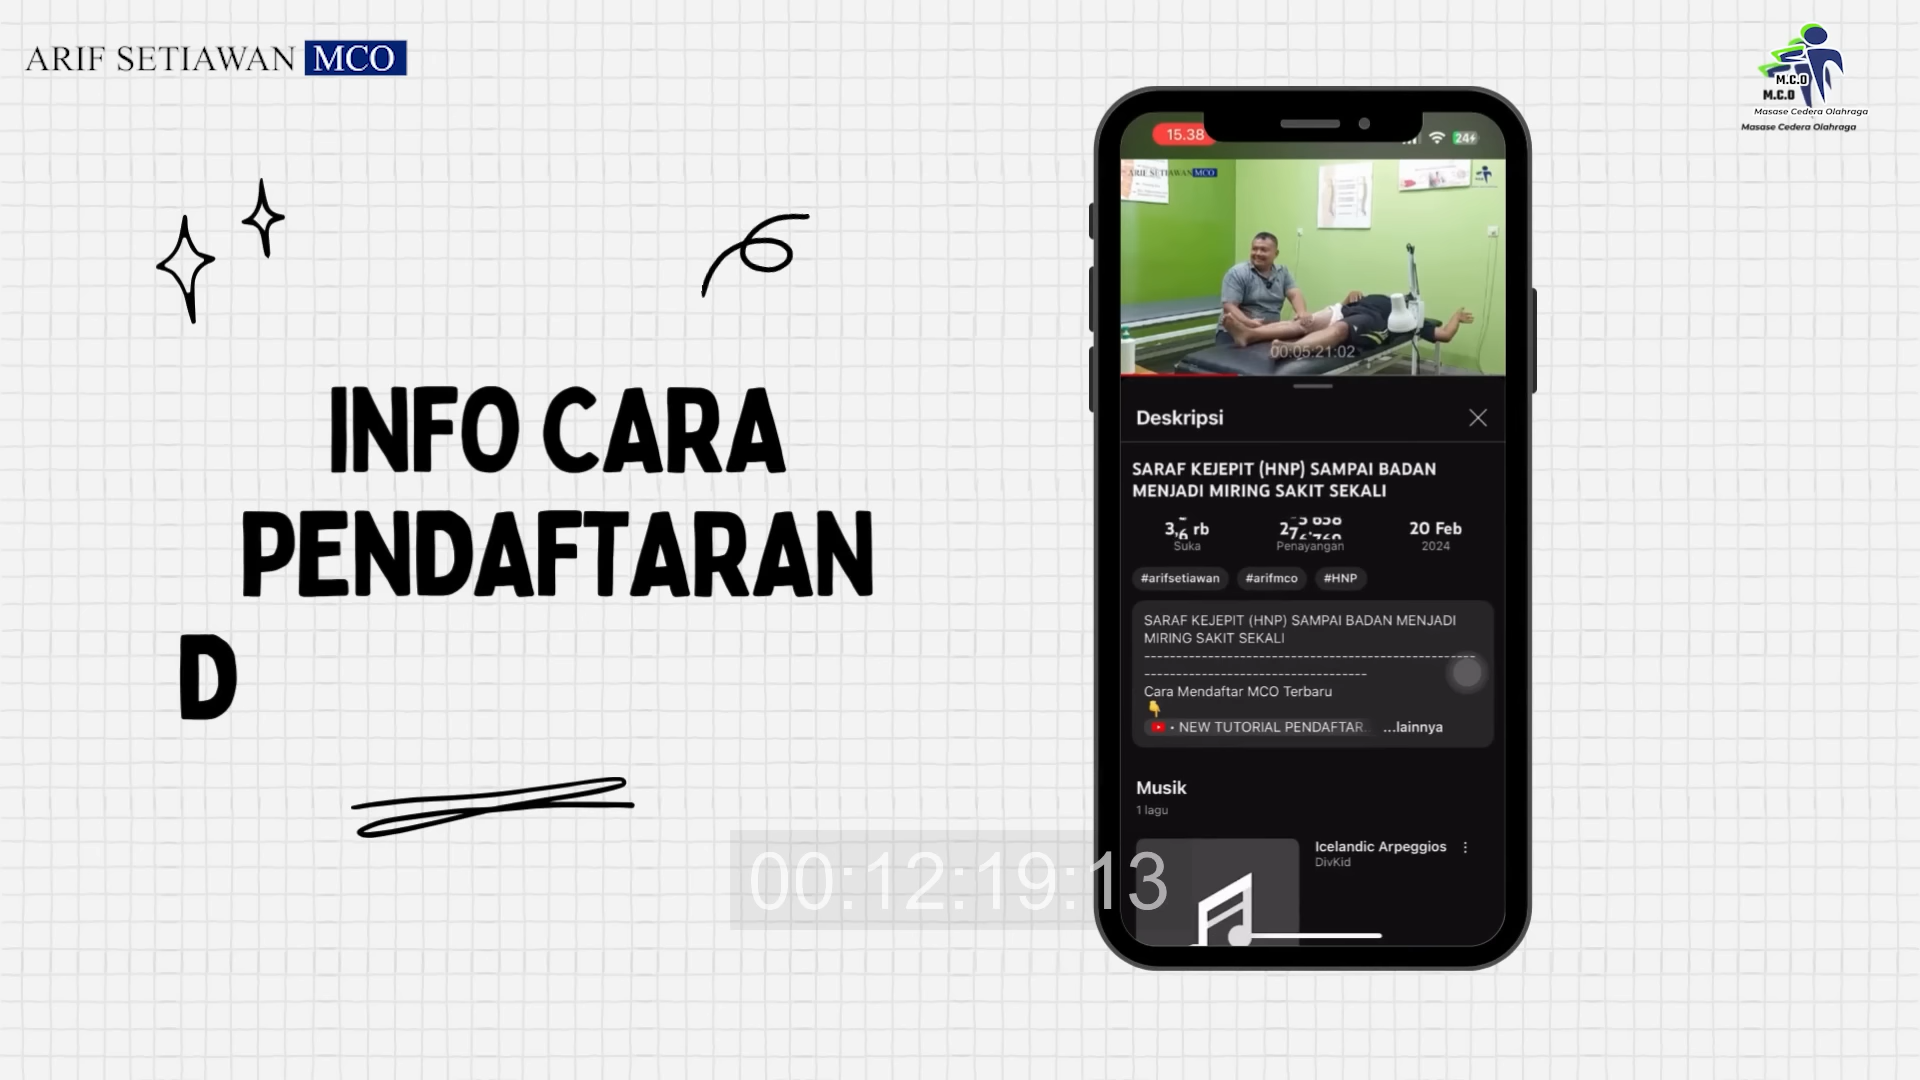 ARIF SETIAWAN MCO
M.C.O
M.C.O
Masase Cedera Olahraga
Masase Cedera Olahraga
INFO CARA
PENDAFTARAN
D
00:12:19:13
15.38
24
ARIF SETIAWAN MCO
00:05:21:02
Deskripsi
SARAF KEJEPIT (HNP) SAMPAI BADAN
MENJADI MIRING SAKIT SEKALI
rb
20 Feb
Suka
Penayangan
2024
#arifsetiawan
#arifmco
#HNP
SARAF KEJEPIT (HNP) SAMPAI BADAN MENJADI
MIRING SAKIT SEKALI
-----------------------------------------------------
------------------------------------
Cara Mendaftar MCO Terbaru
👇
• NEW TUTORIAL PENDAFTAR ...lainnya
Musik
1 lagu
Icelandic Arpeggios
DivKid